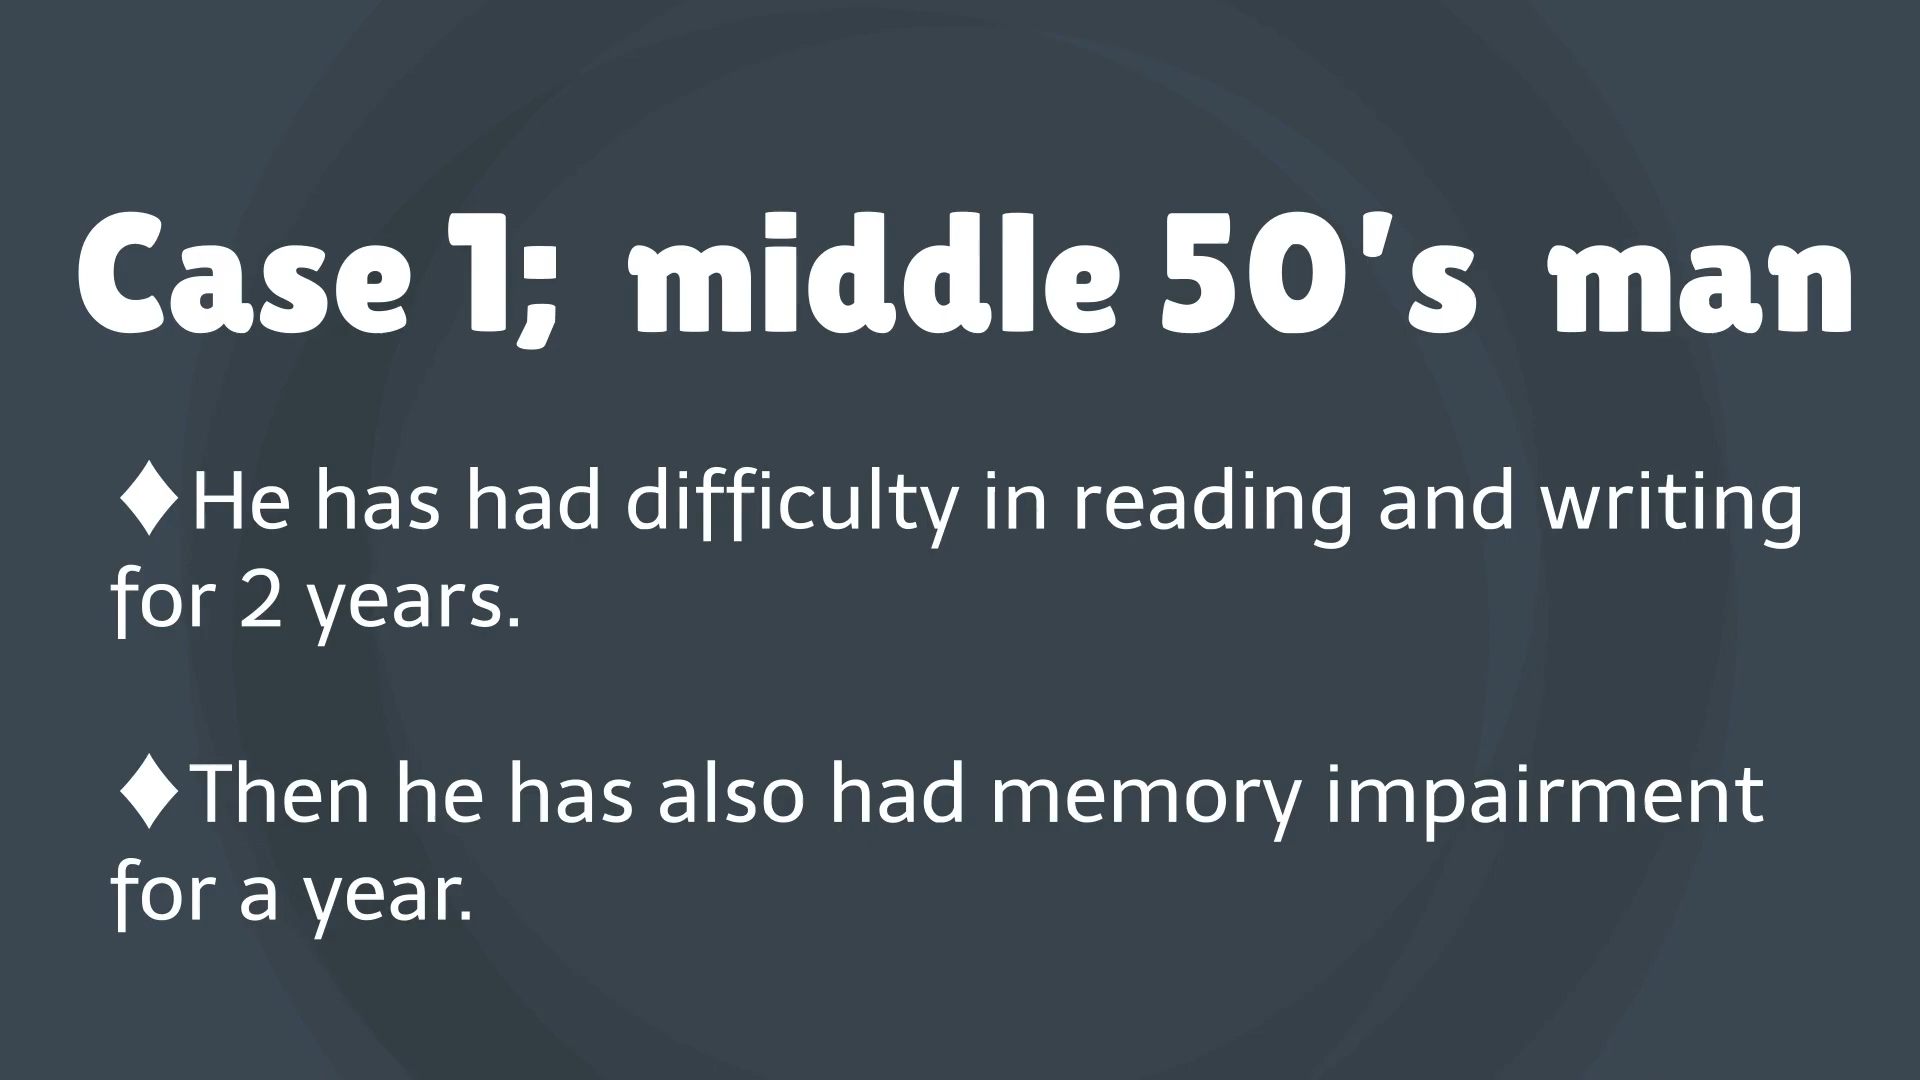 Case 1; middle 50's man
♦He has had difficulty in reading and writing
for 2 years.
♦Then he has also had memory impairment
for a year.